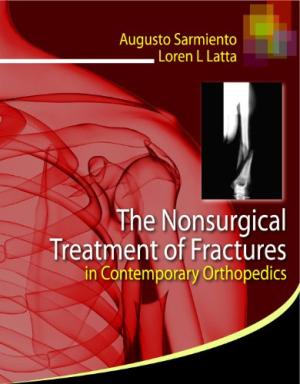 Augusto Sarmiento
Loren L Latta
The Nonsurgical
Treatment of Fractures
in Contemporary Orthopedics